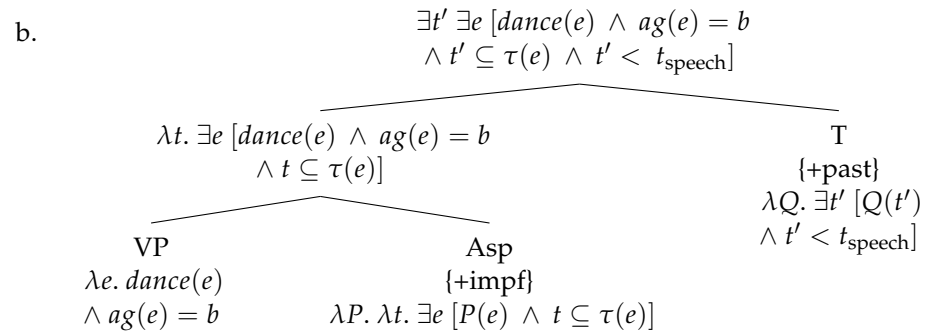 b.
∃t′ ∃e [dance(e) ∧ ag(e) = b
∧ t′ ⊆ τ(e) ∧ t′ < t_speech]
λt. ∃e [dance(e) ∧ ag(e) = b
∧ t ⊆ τ(e)]
T
{+past}
λQ. ∃t′ [Q(t′)
∧ t′ < t_speech]
VP
λe. dance(e)
∧ ag(e) = b
Asp
{+impf}
λP. λt. ∃e [P(e) ∧ t ⊆ τ(e)]